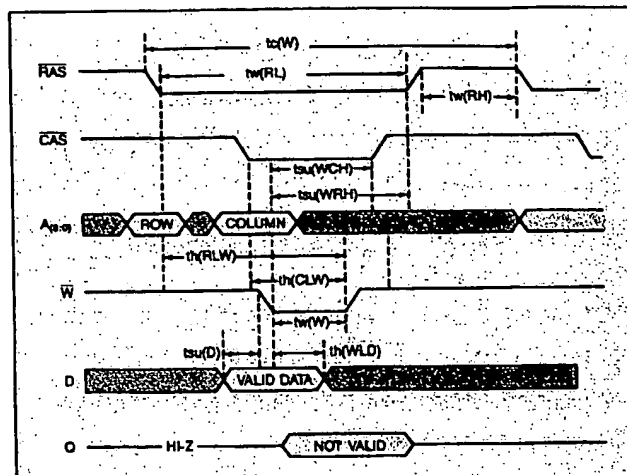 tc(W)
RAS
tw(RL)
tw(RH)
CAS
tsu(WCH)
tsu(WRH)
A(8:0) ROW COLUMN
th(RLW)
th(CLW)
W
tw(W)
tsu(D) th(WLD)
D VALID DATA
Q HI-Z NOT VALID